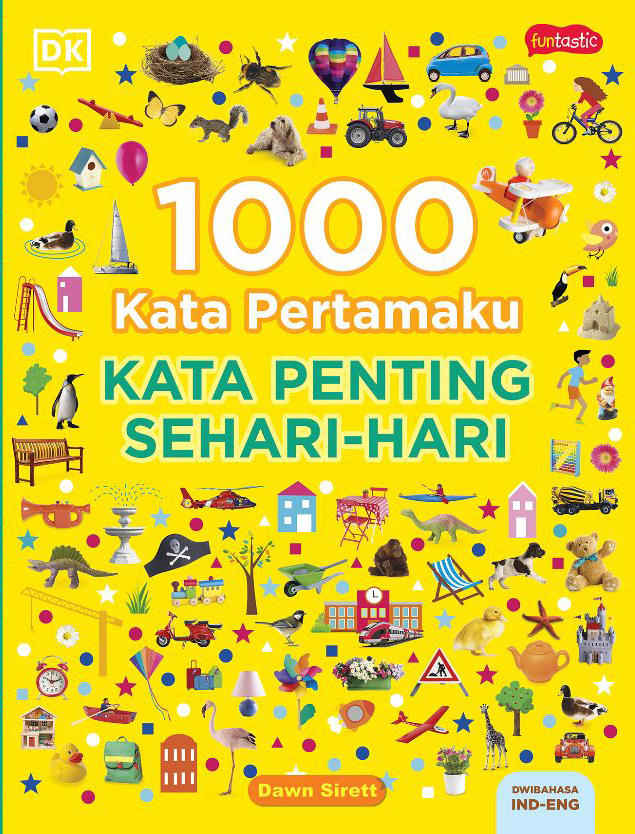 DK
funtastic
1000
Kata Pertamaku
KATA PENTING
SEHARI-HARI
Dawn Sirett
DWIBAHASA
IND-ENG